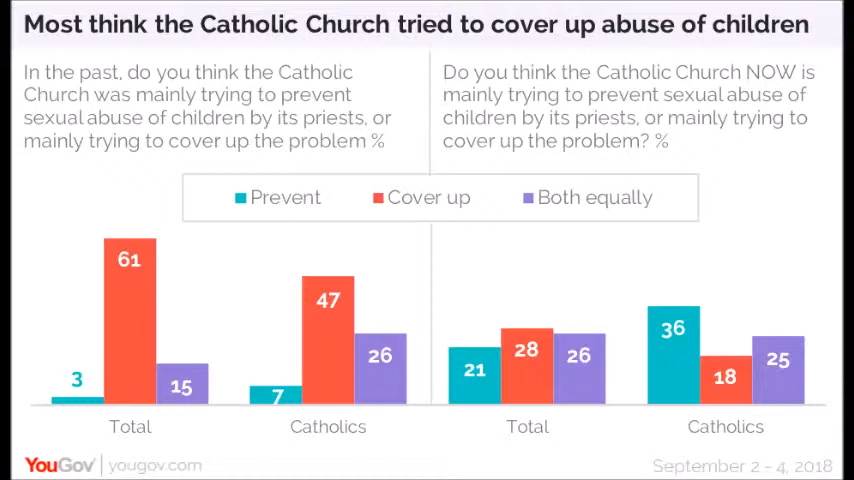 Most think the Catholic Church tried to cover up abuse of children
In the past, do you think the Catholic
Church was mainly trying to prevent
sexual abuse of children by its priests, or
mainly trying to cover up the problem %
Do you think the Catholic Church NOW is
mainly trying to prevent sexual abuse of
children by its priests, or mainly trying to
cover up the problem? %
Prevent Cover up Both equally
3 61 15 7 47 26 21 28 26 36 18 25
Total Catholics Total Catholics
YouGov yougov.com
September 2 - 4, 2018